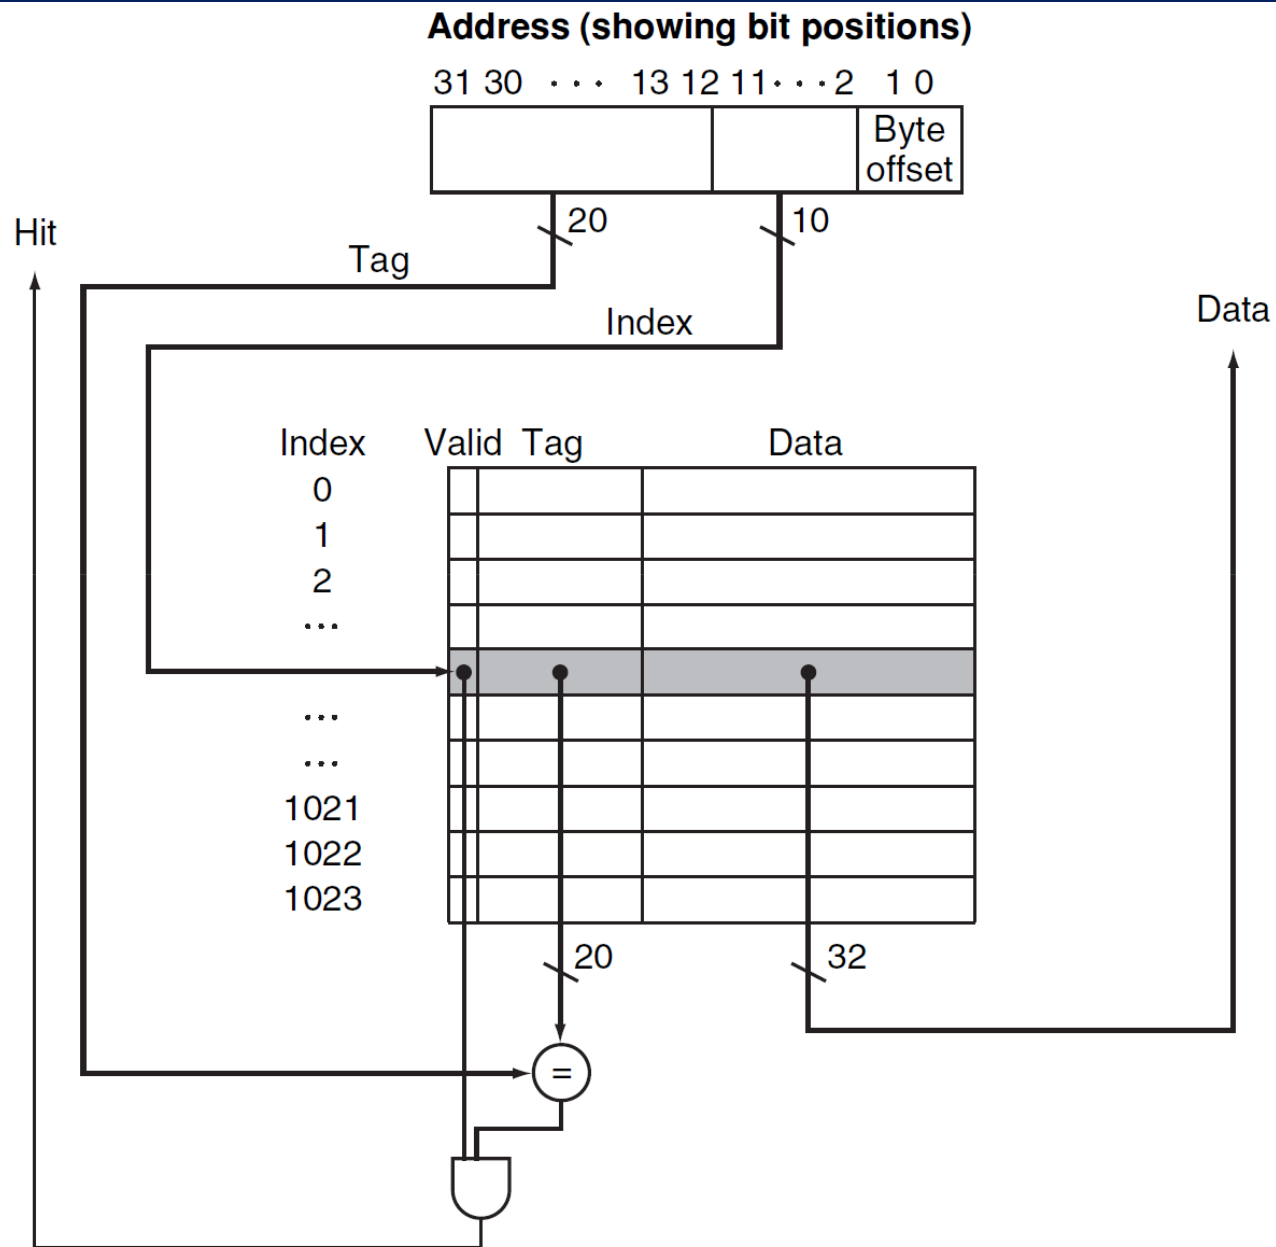 Address (showing bit positions)
31 30 ··· 13 12 11 ··· 2 1 0
Byte
offset
20
10
Hit
Tag
Index
Data
Index Valid Tag Data
0
1
2
···
···
···
1021
1022
1023
20
32
=